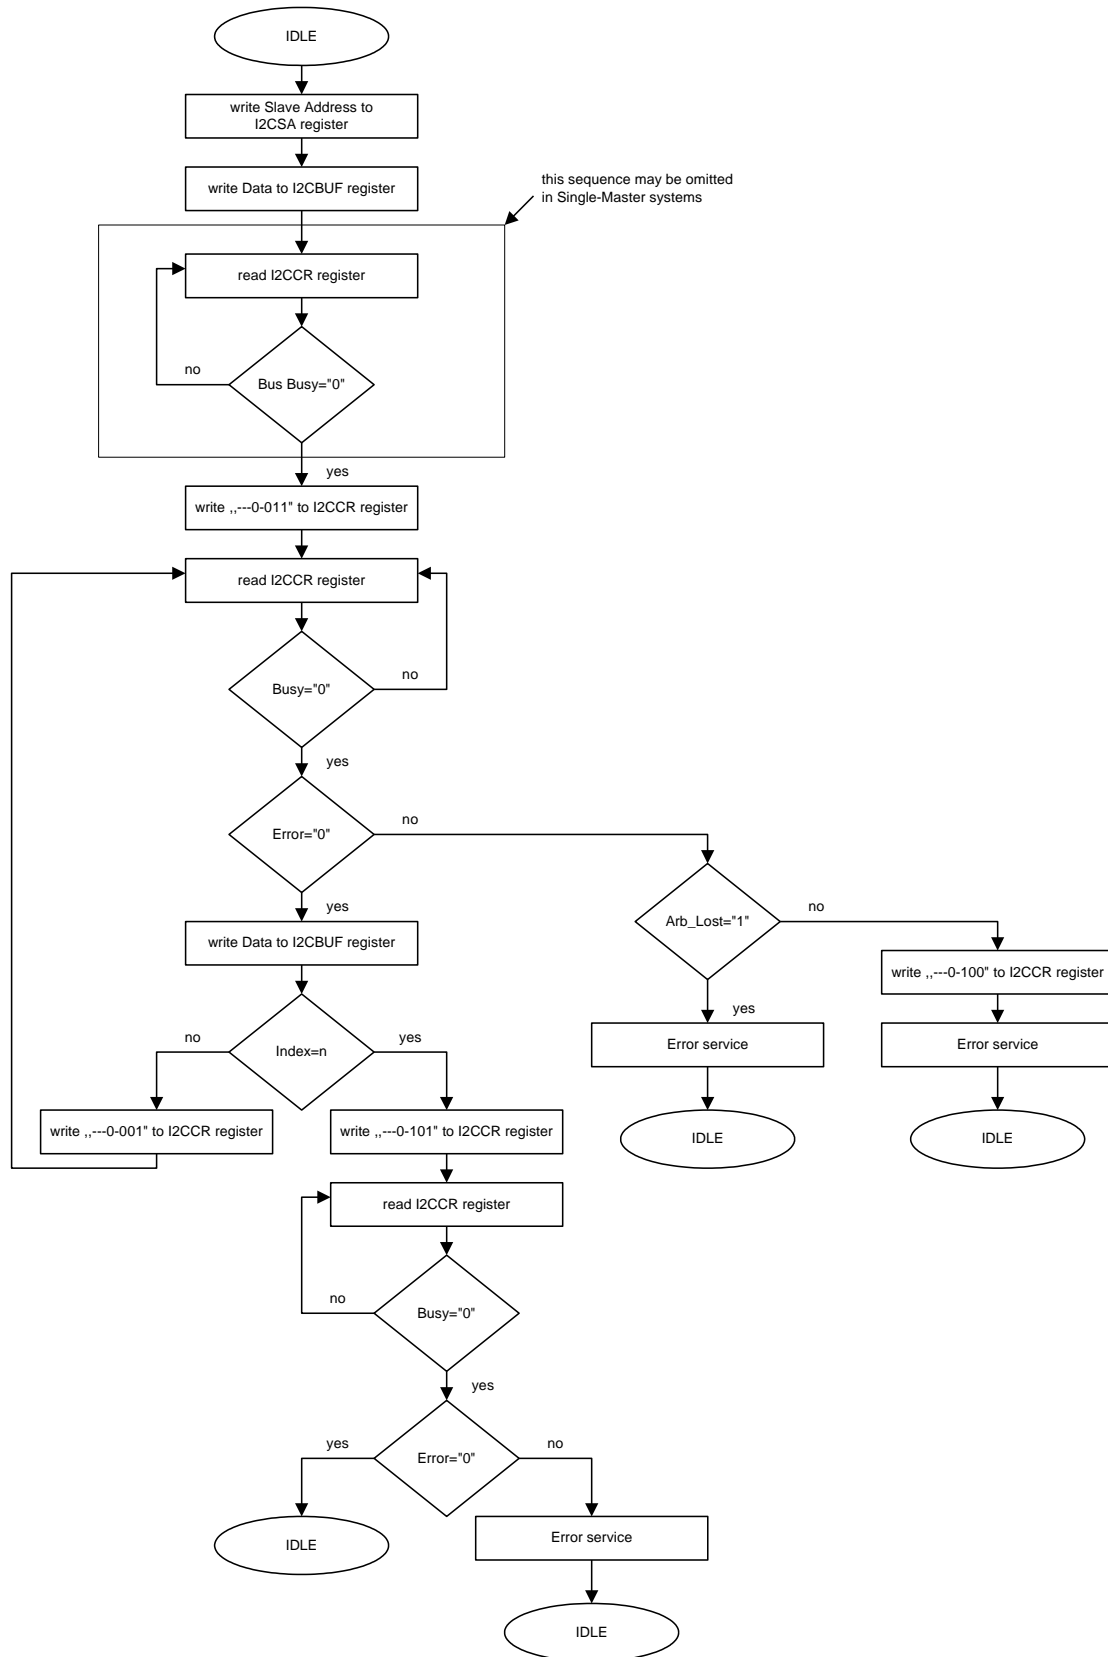 IDLE
write Slave Address to
I2CSA register
write Data to I2CBUF register
this sequence may be omitted
in Single-Master systems
read I2CCR register
no
Bus Busy="0"
yes
write ,,---0-011" to I2CCR register
read I2CCR register
Busy="0"
no
yes
Error="0"
no
yes
write Data to I2CBUF register
Arb_Lost="1"
no
write ,,---0-100" to I2CCR register
yes
no
Index=n
yes
Error service
Error service
write ,,---0-001" to I2CCR register
write ,,---0-101" to I2CCR register
IDLE
IDLE
read I2CCR register
no
Busy="0"
yes
yes
Error="0"
no
IDLE
Error service
IDLE